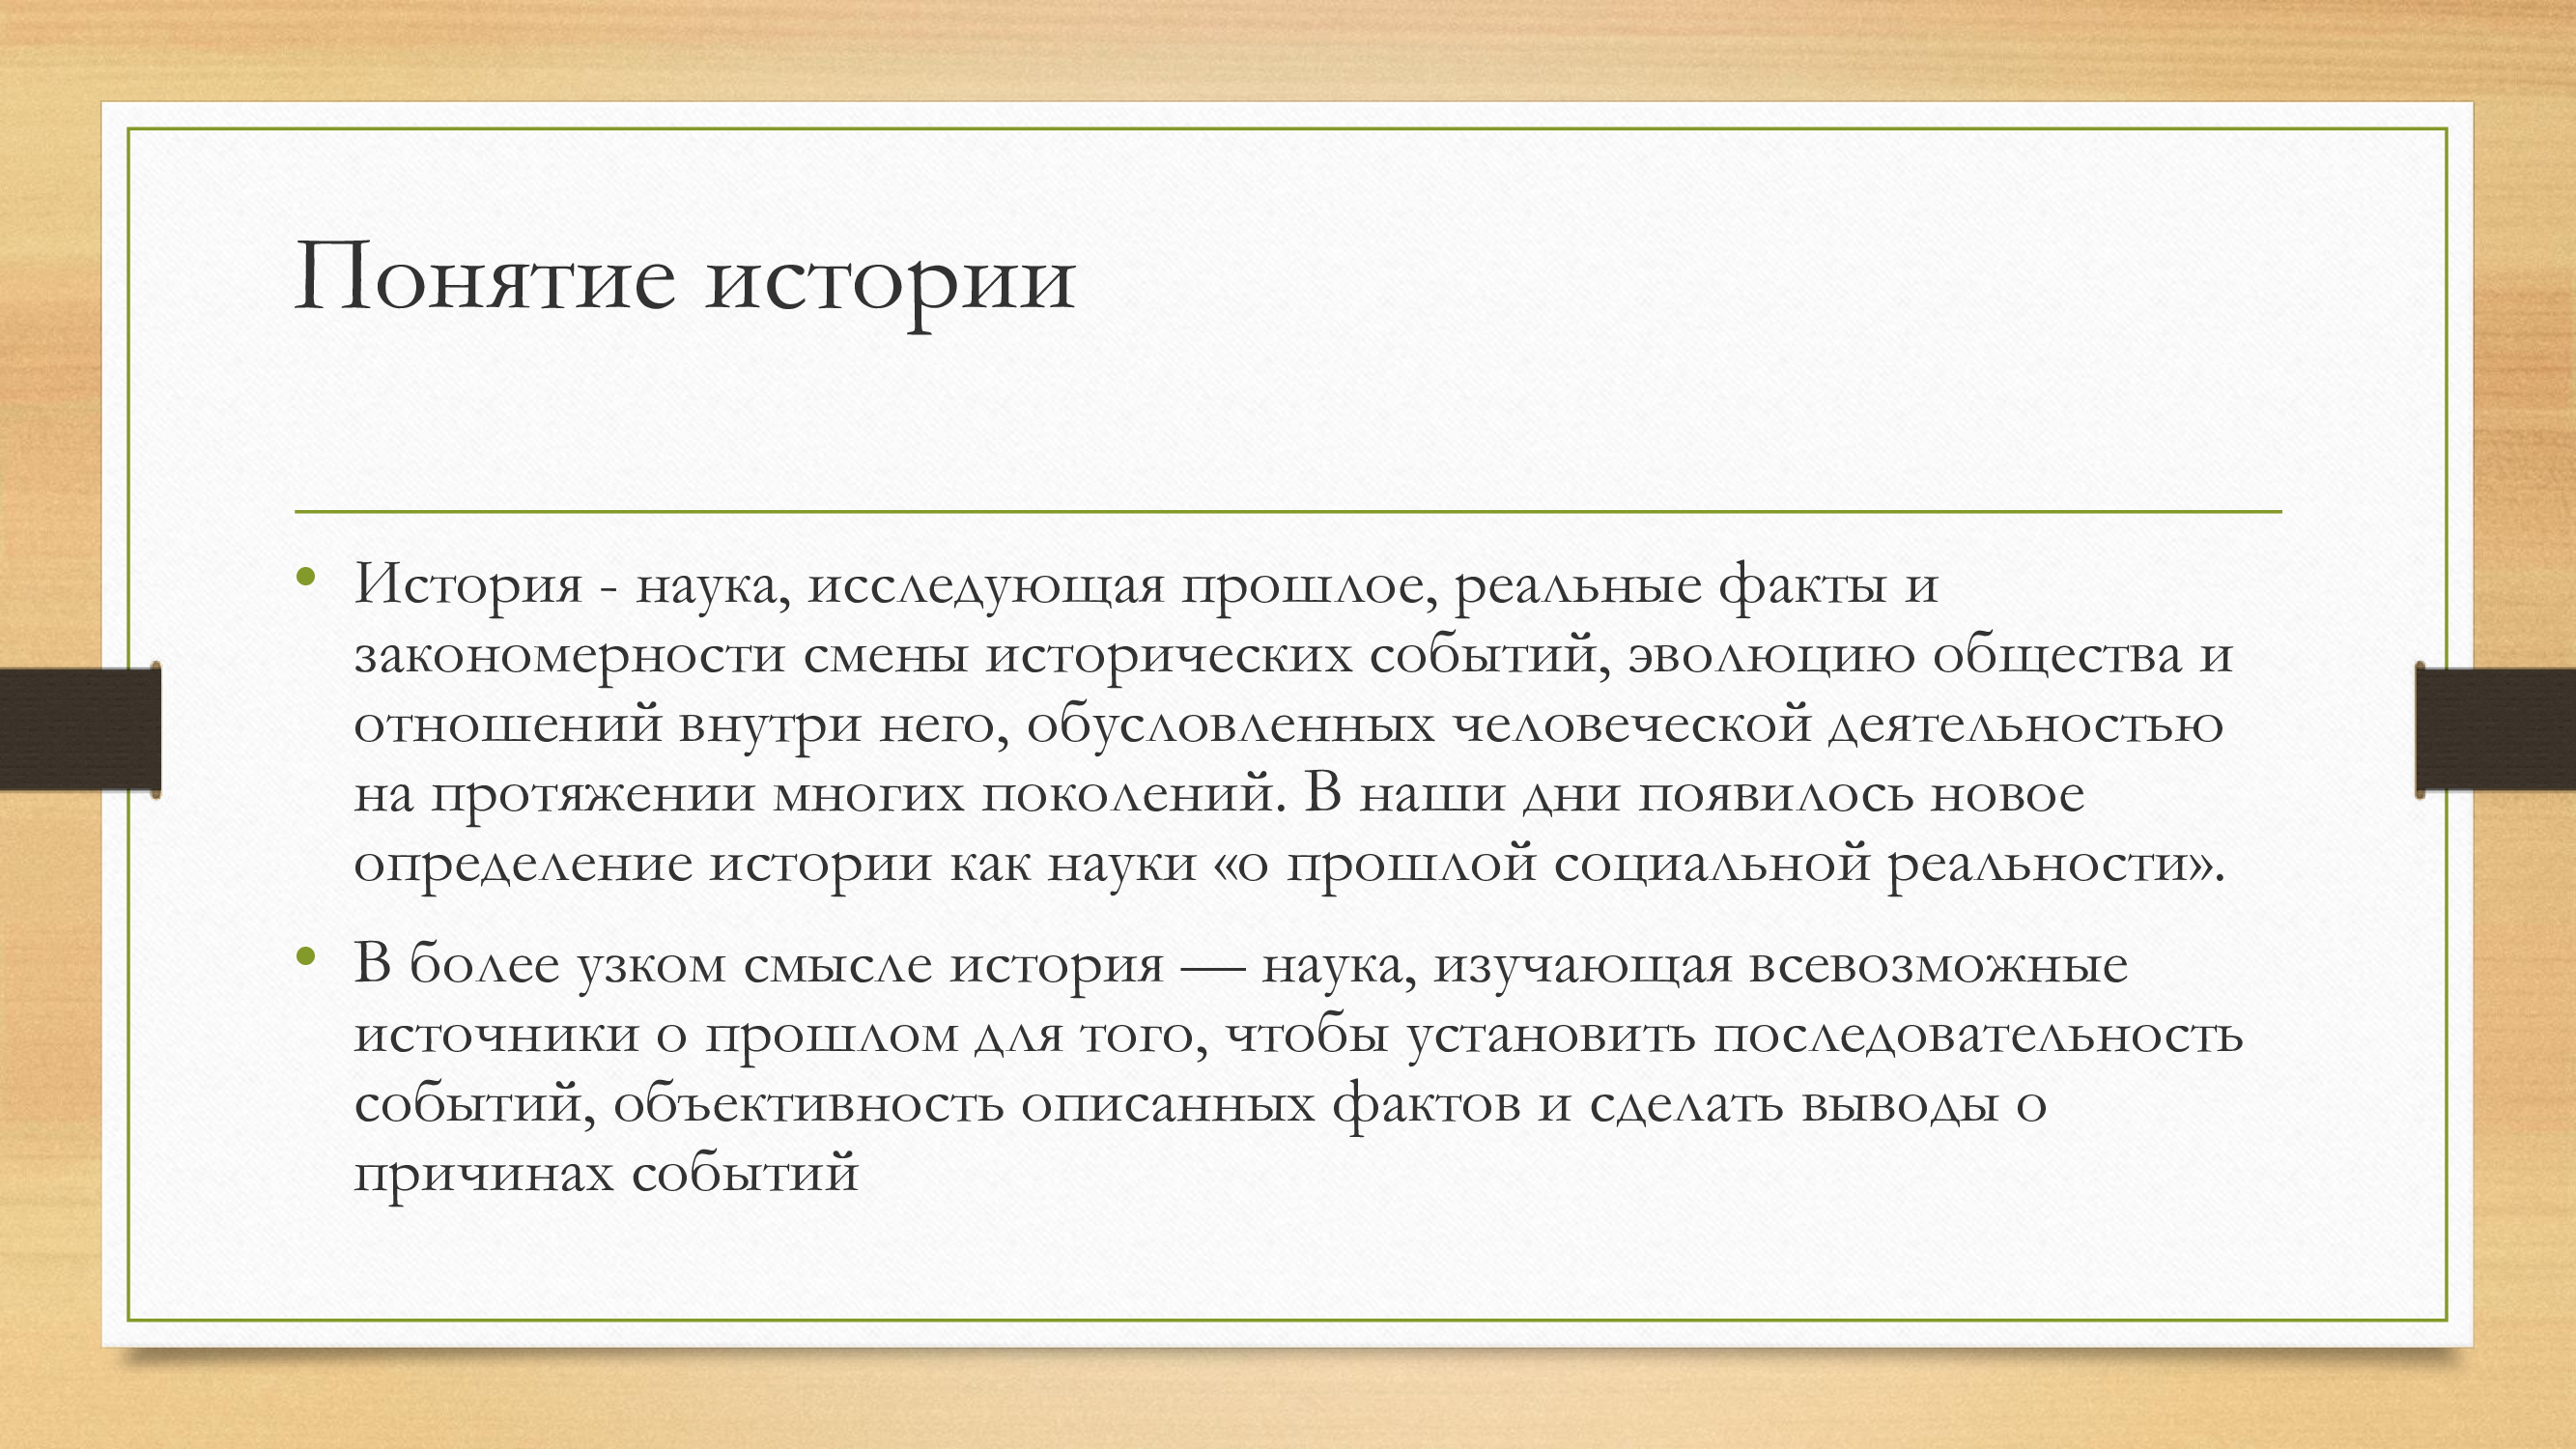 Понятие истории
• История - наука, исследующая прошлое, реальные факты и
закономерности смены исторических событий, эволюцию общества и
отношений внутри него, обусловленных человеческой деятельностью
на протяжении многих поколений. В наши дни появилось новое
определение истории как науки «о прошлой социальной реальности».
• В более узком смысле история — наука, изучающая всевозможные
источники о прошлом для того, чтобы установить последовательность
событий, объективность описанных фактов и сделать выводы о
причинах событий